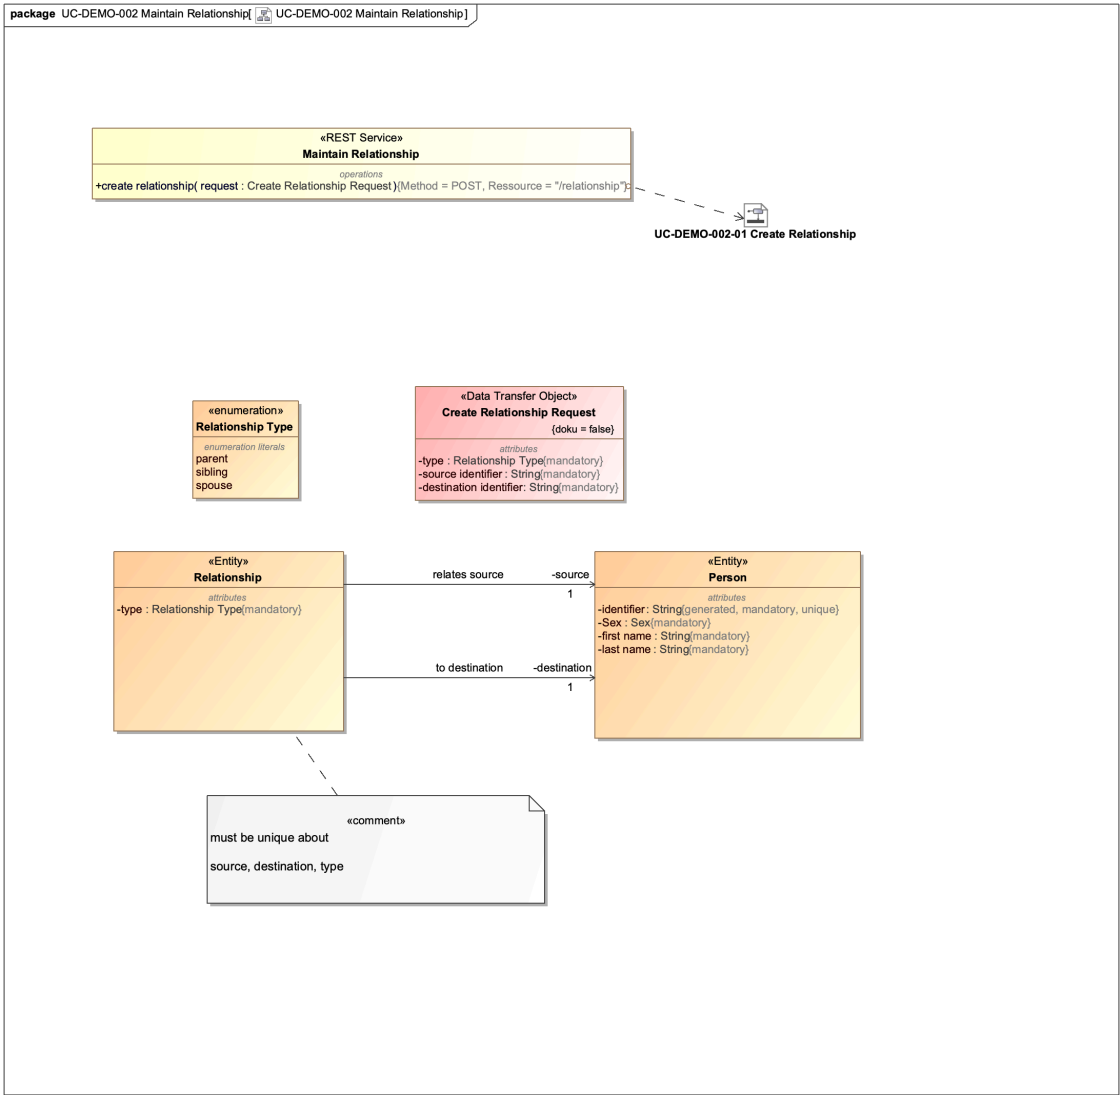 package UC-DEMO-002 Maintain Relationship[ UC-DEMO-002 Maintain Relationship]
«REST Service»
Maintain Relationship
operations
+create relationship( request : Create Relationship Request ){Method = POST, Ressource = "/relationship"}
UC-DEMO-002-01 Create Relationship
«enumeration»
Relationship Type
enumeration literals
parent
sibling
spouse
«Data Transfer Object»
Create Relationship Request
{doku = false}
attributes
-type : Relationship Type{mandatory}
-source identifier : String{mandatory}
-destination identifier: String{mandatory}
«Entity»
Relationship
attributes
-type : Relationship Type{mandatory}
relates source
-source
1
to destination
-destination
1
«Entity»
Person
attributes
-identifier: String{generated, mandatory, unique}
-Sex : Sex{mandatory}
-first name : String{mandatory}
-last name : String{mandatory}
«comment»
must be unique about
source, destination, type